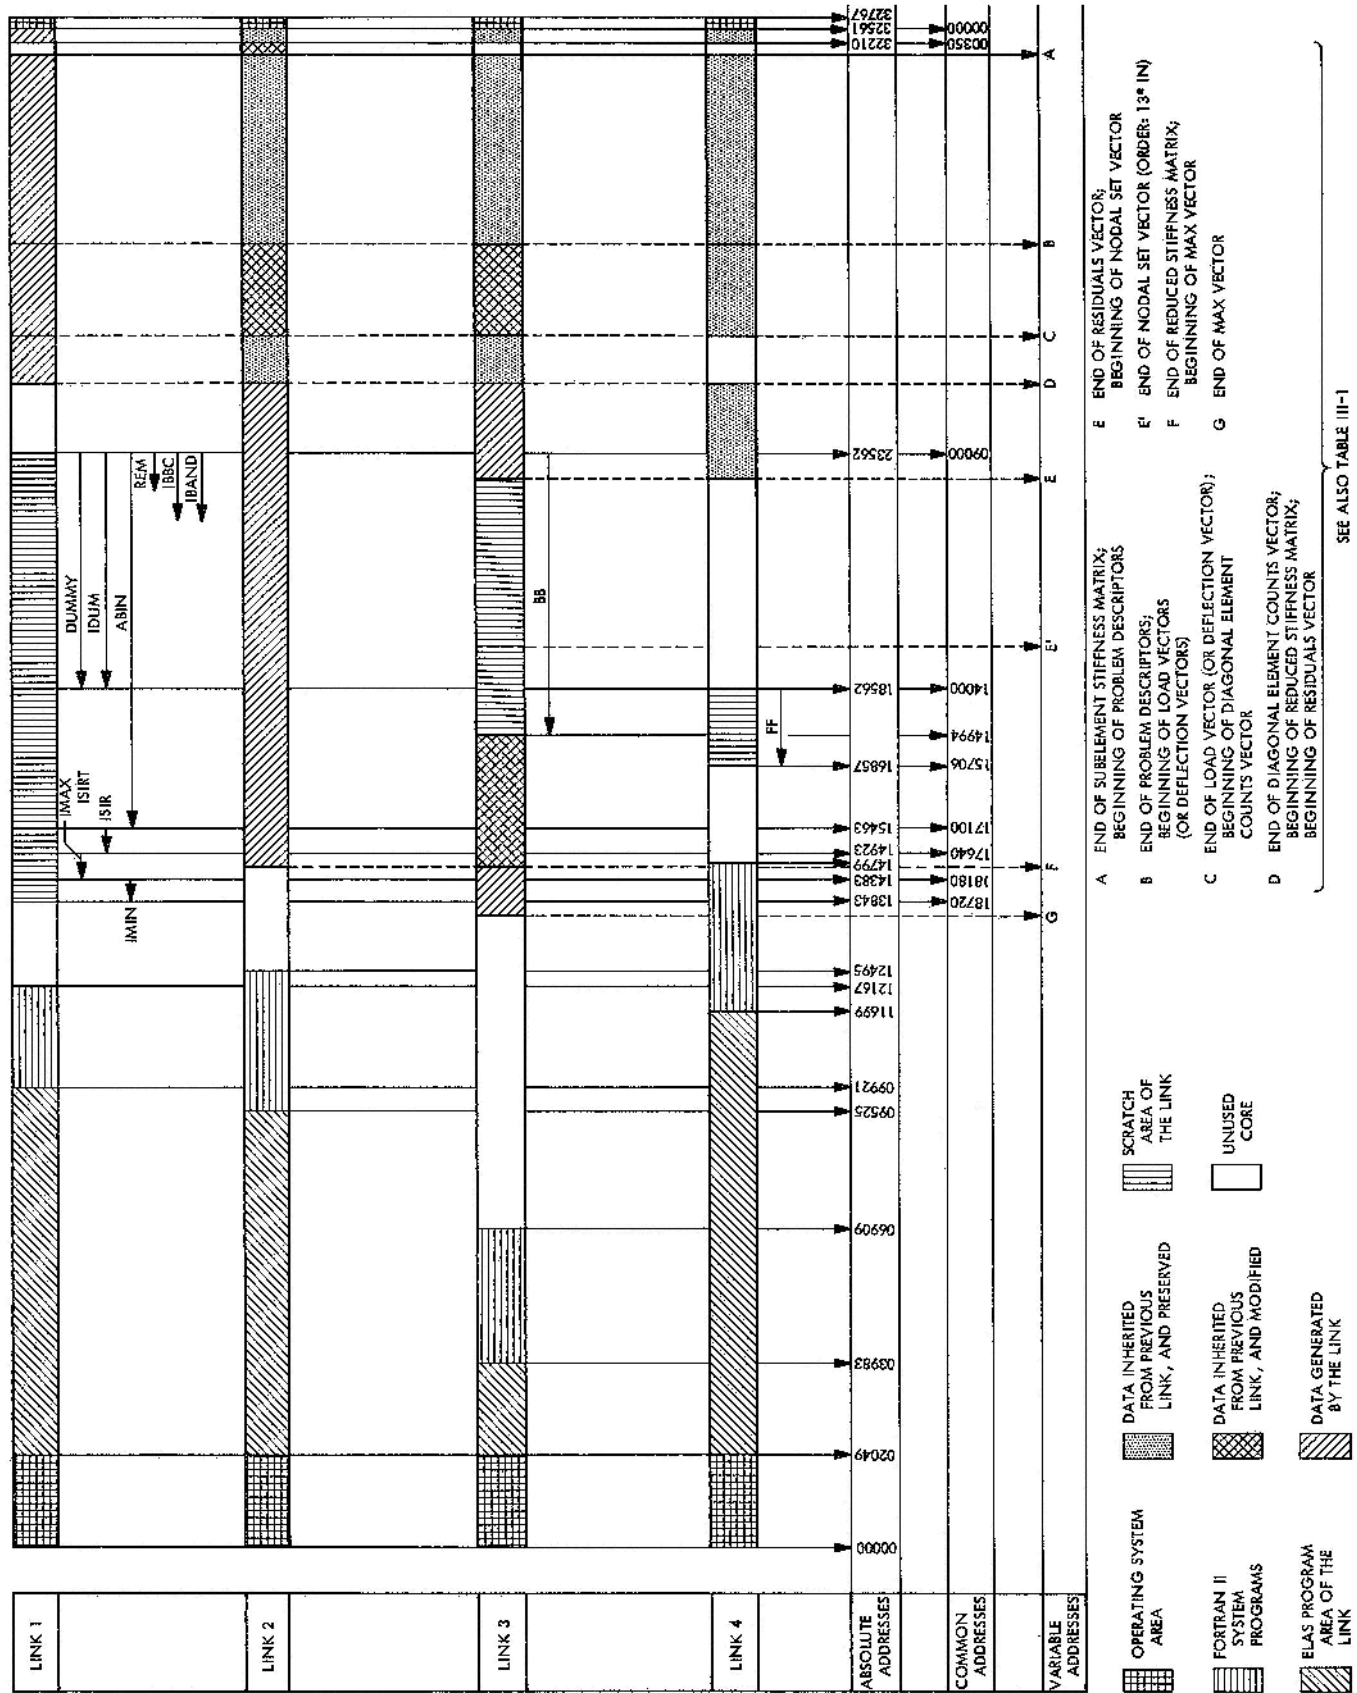 LINK 1
DUMMY
IDUM
ABIN
REM
IBBC
IBAND
IMAX
ISIRT
JSIR
IMIN
LINK 2
LINK 3
BB
LINK 4
FF
ABSOLUTE
ADDRESSES
00000
02049
03983
06909
09525
09921
11699
12167
12495
13843
14383
14799
14923
15463
16857
18562
23562
32210
32561
32767
COMMON
ADDRESSES
18720
18180
17640
17100
15706
14994
14000
09000
00350
00000
VARIABLE
ADDRESSES
G
F
E'
E
D
C
B
A
OPERATING SYSTEM
AREA
FORTRAN II
SYSTEM
PROGRAMS
ELAS PROGRAM
AREA OF THE
LINK
DATA INHERITED
FROM PREVIOUS
LINK, AND PRESERVED
DATA INHERITED
FROM PREVIOUS
LINK, AND MODIFIED
DATA GENERATED
BY THE LINK
SCRATCH
AREA OF
THE LINK
UNUSED
CORE
A END OF SUBELEMENT STIFFNESS MATRIX;
BEGINNING OF PROBLEM DESCRIPTORS
B END OF PROBLEM DESCRIPTORS;
BEGINNING OF LOAD VECTORS
(OR DEFLECTION VECTORS)
C END OF LOAD VECTOR (OR DEFLECTION VECTOR);
BEGINNING OF DIAGONAL ELEMENT
COUNTS VECTOR
D END OF DIAGONAL ELEMENT COUNTS VECTOR;
BEGINNING OF REDUCED STIFFNESS MATRIX;
BEGINNING OF RESIDUALS VECTOR
E END OF RESIDUALS VECTOR;
BEGINNING OF NODAL SET VECTOR
E' END OF NODAL SET VECTOR (ORDER: 13* IN)
F END OF REDUCED STIFFNESS MATRIX;
BEGINNING OF MAX VECTOR
G END OF MAX VECTOR
SEE ALSO TABLE III-1